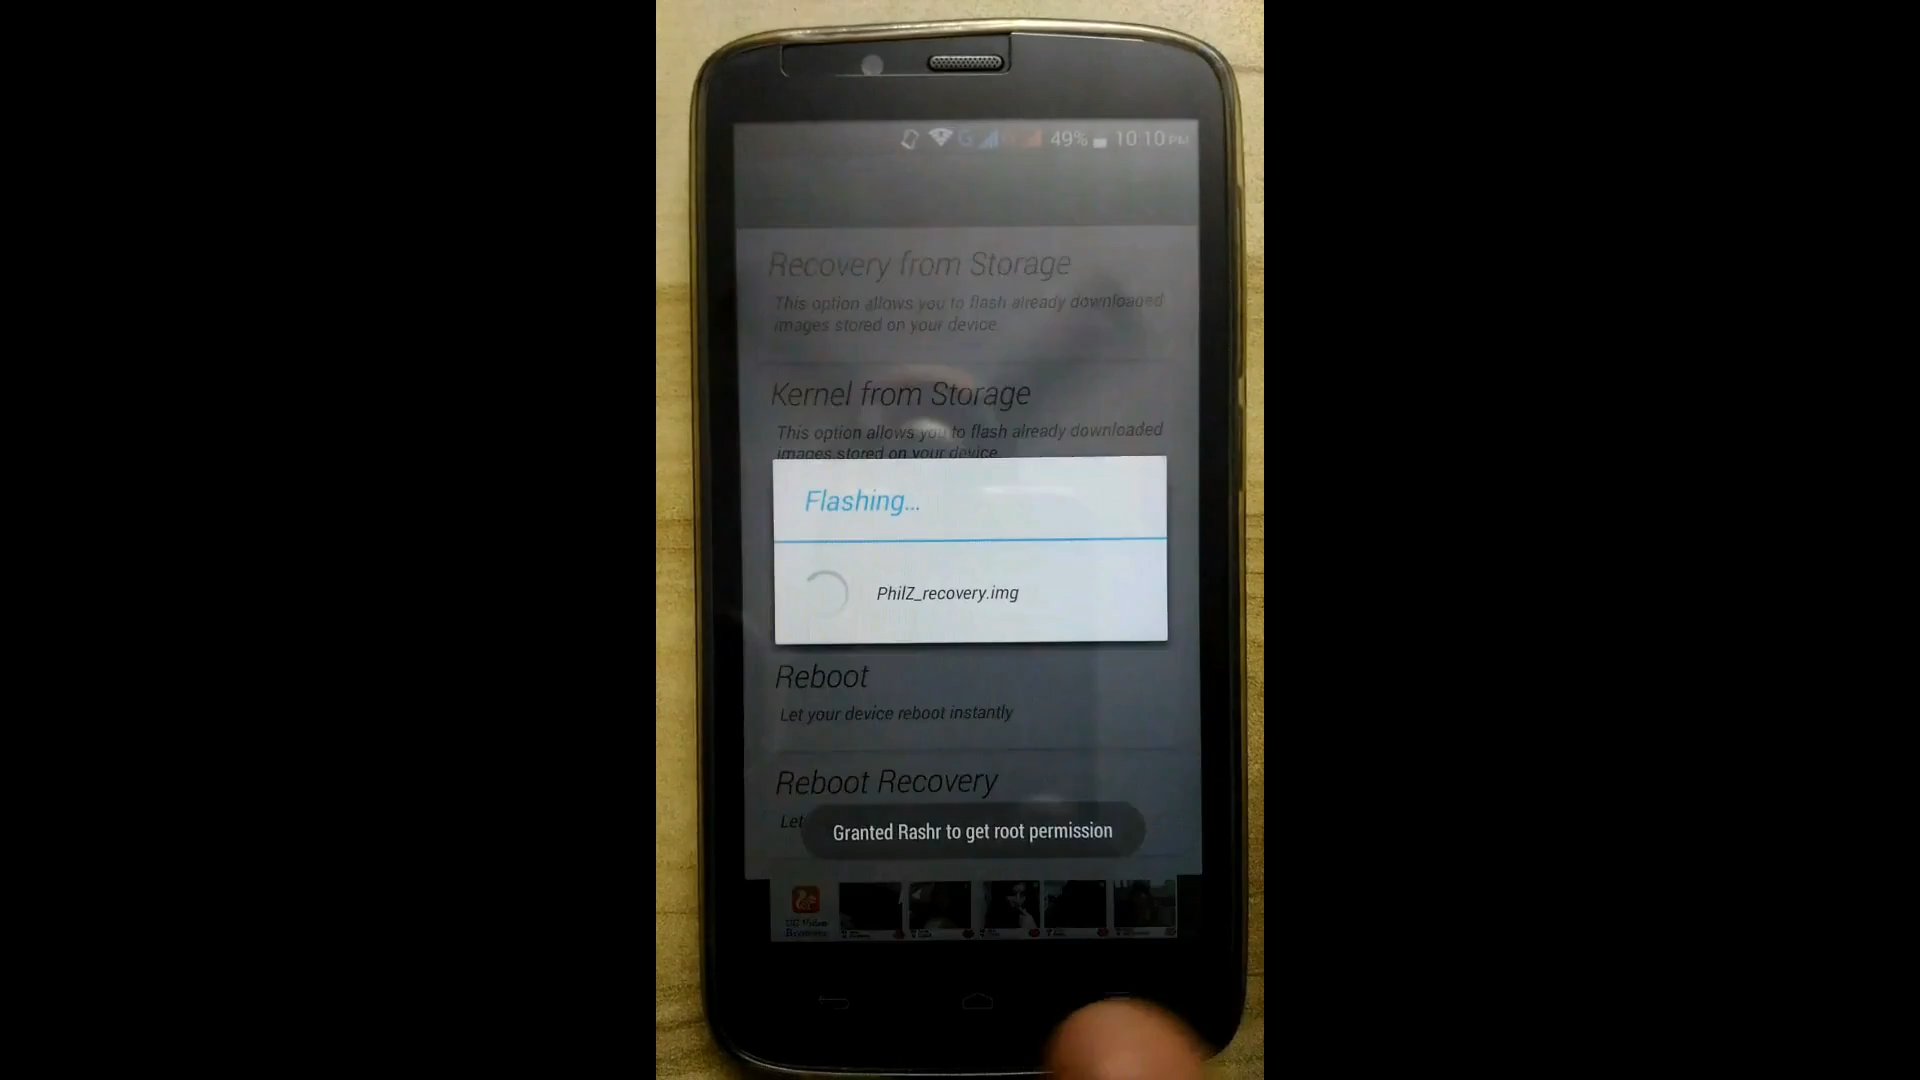 G 49% 10:10 PM
Recovery from Storage
This option allows you to flash already downloaded
images stored on your device
Kernel from Storage
This option allows you to flash already downloaded
images stored on your device
Flashing...
PhilZ_recovery.img
Reboot
Let your device reboot instantly
Reboot Recovery
Let
Granted Rashr to get root permission